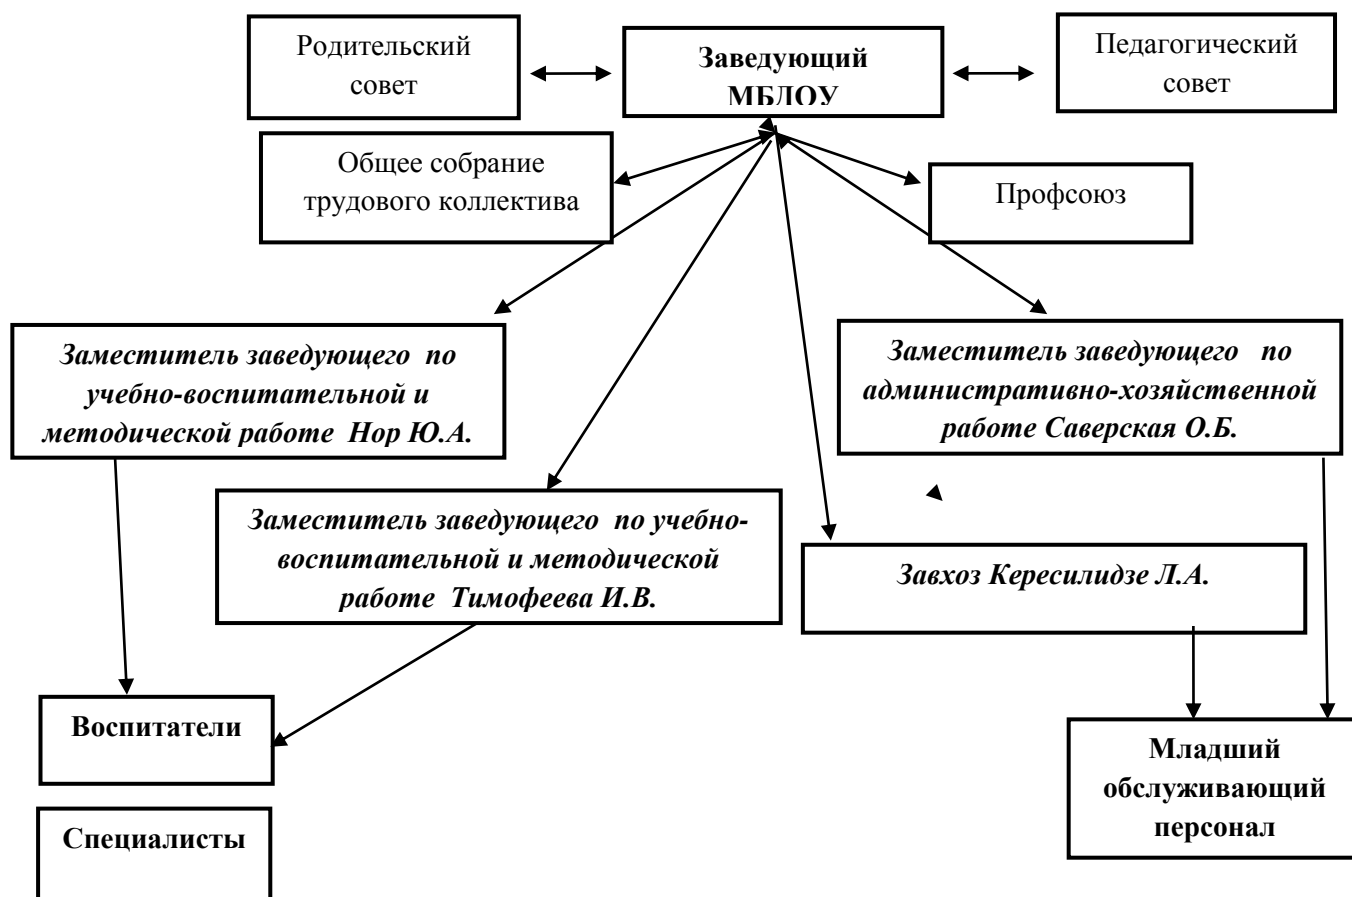 Родительский
совет
Заведующий
МБДОУ
Педагогический
совет
Общее собрание
трудового коллектива
Профсоюз
Заместитель заведующего по
учебно-воспитательной и
методической работе Нор Ю.А.
Заместитель заведующего по
административно-хозяйственной
работе Саверская О.Б.
Заместитель заведующего по учебно-
воспитательной и методической
работе Тимофеева И.В.
Завхоз Кересилидзе Л.А.
Воспитатели
Младший
обслуживающий
персонал
Специалисты